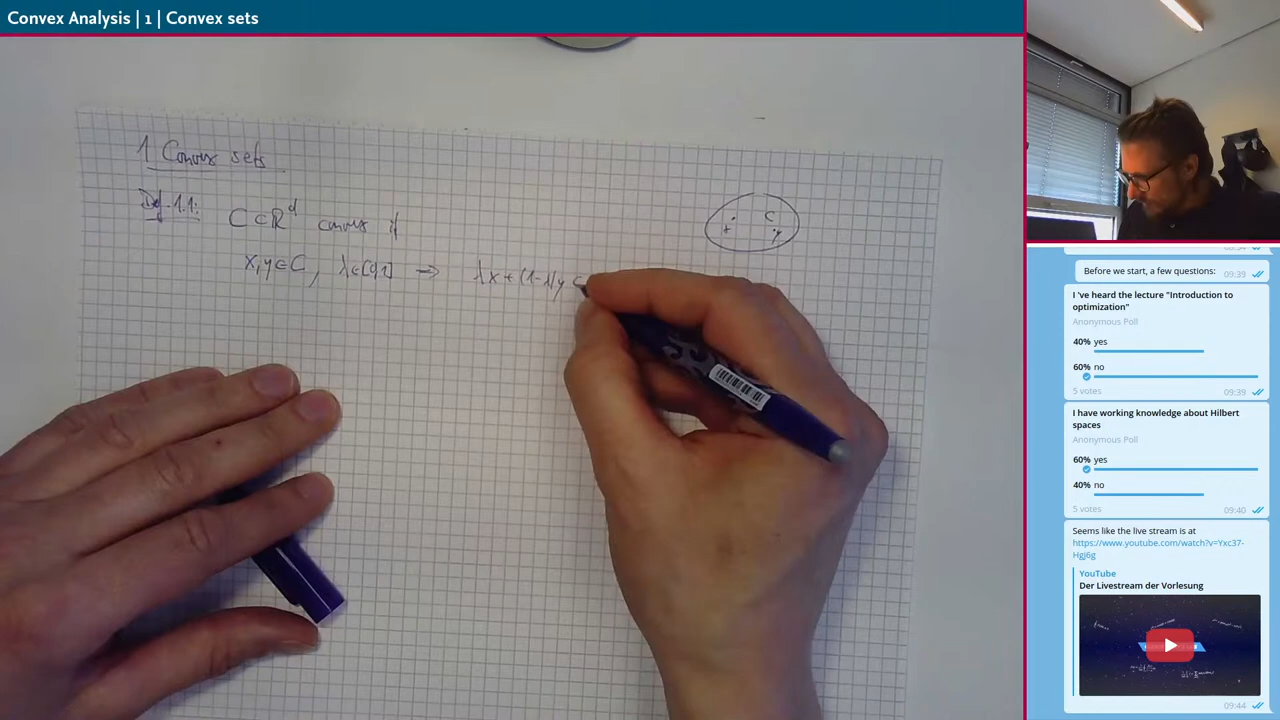 Convex Analysis | 1 | Convex sets
1 Convex sets
Def. 1.1: C ⊂ ℝ^d convex if
x,y ∈ C, λ ∈ [0,1] ⇒ λx + (1-λ)y ∈
C
x
y
Before we start, a few questions:
09:39
I 've heard the lecture "Introduction to
optimization"
Anonymous Poll
40% yes
60% no
5 votes
09:39
I have working knowledge about Hilbert
spaces
Anonymous Poll
60% yes
40% no
5 votes
09:40
Seems like the live stream is at
https://www.youtube.com/watch?v=Yxc37-
Hgj6g
YouTube
Der Livestream der Vorlesung
09:44